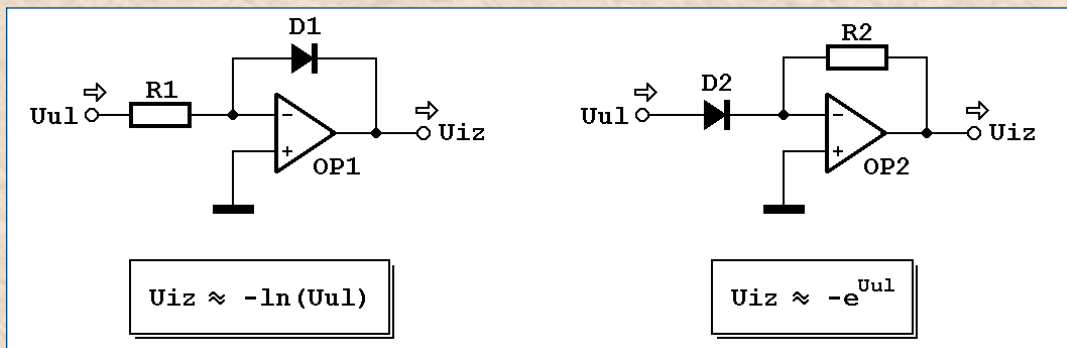 D1
R1
Uul
−
+
OP1
Uiz
Uiz ≈ -ln(Uul)
R2
D2
Uul
−
+
OP2
Uiz
Uiz ≈ -e^Uul